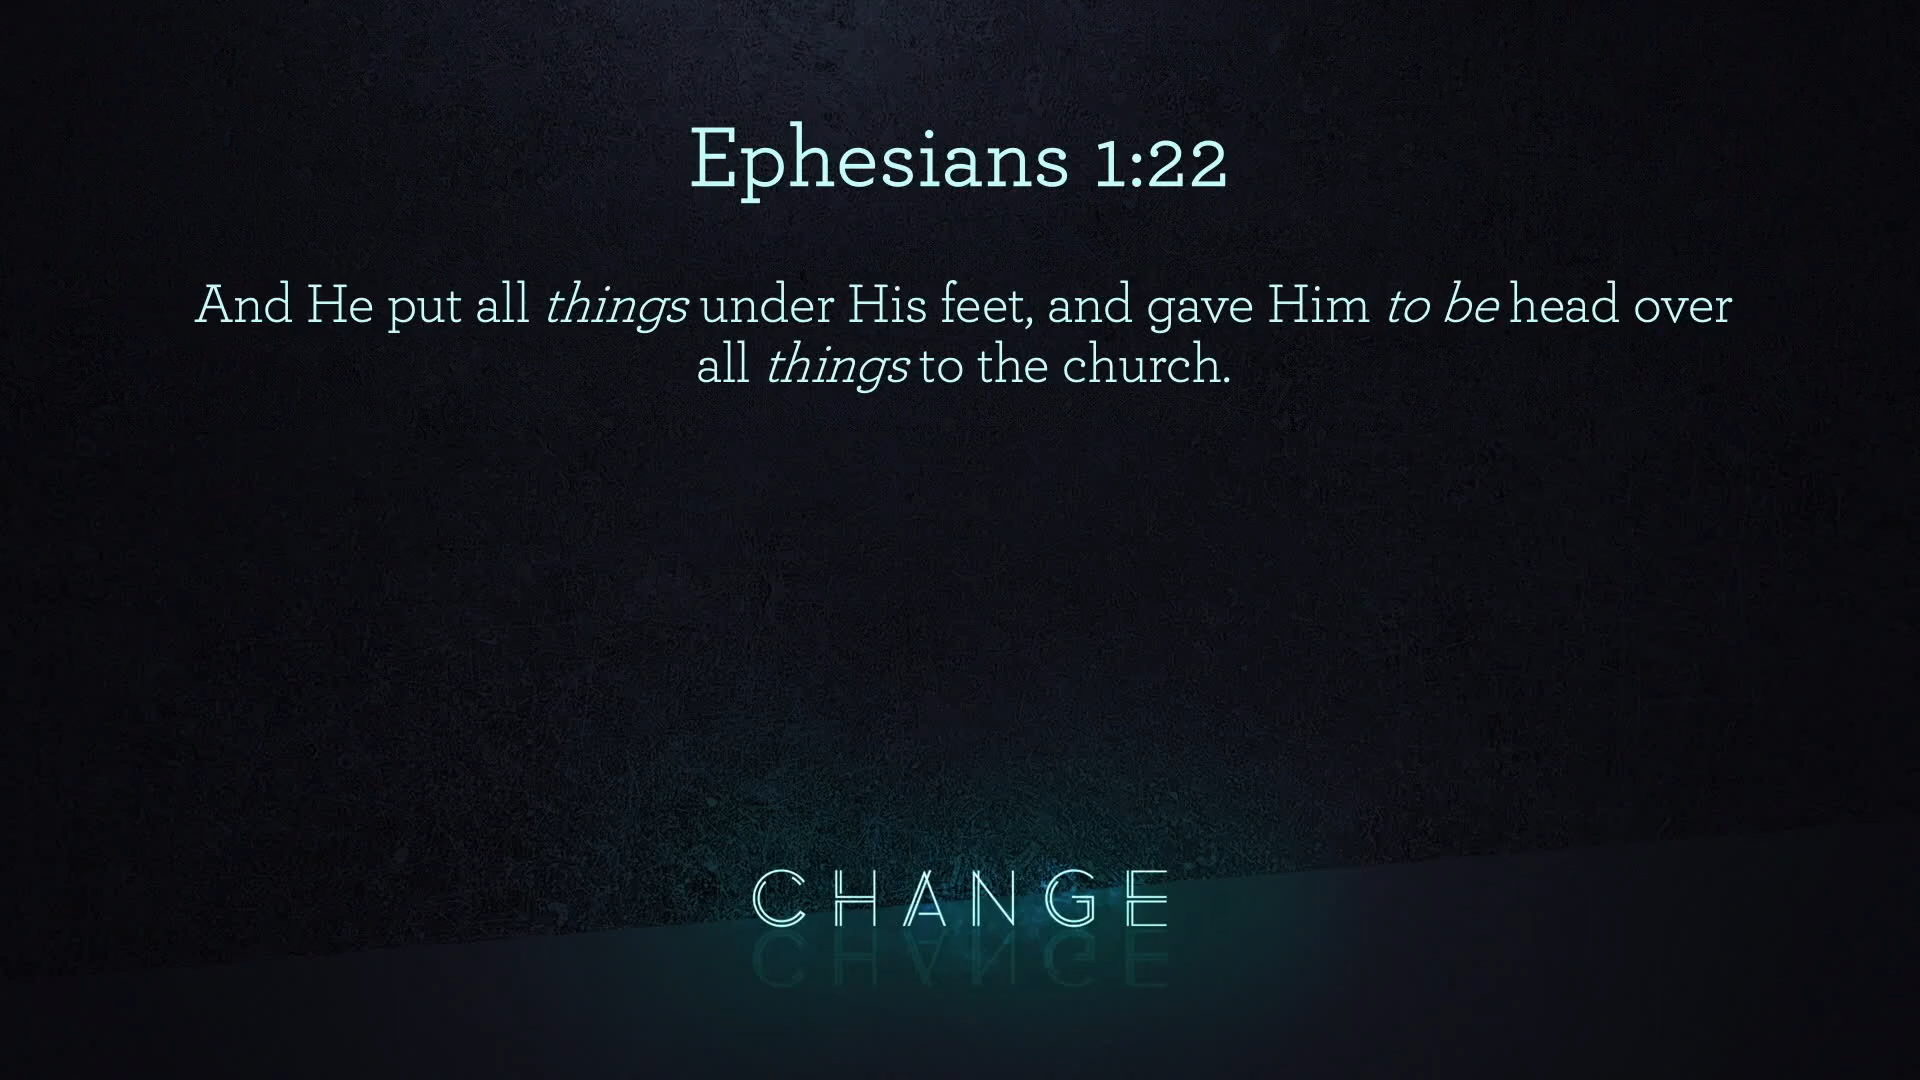 Ephesians 1:22
And He put all things under His feet, and gave Him to be head over
all things to the church.
CHANGE